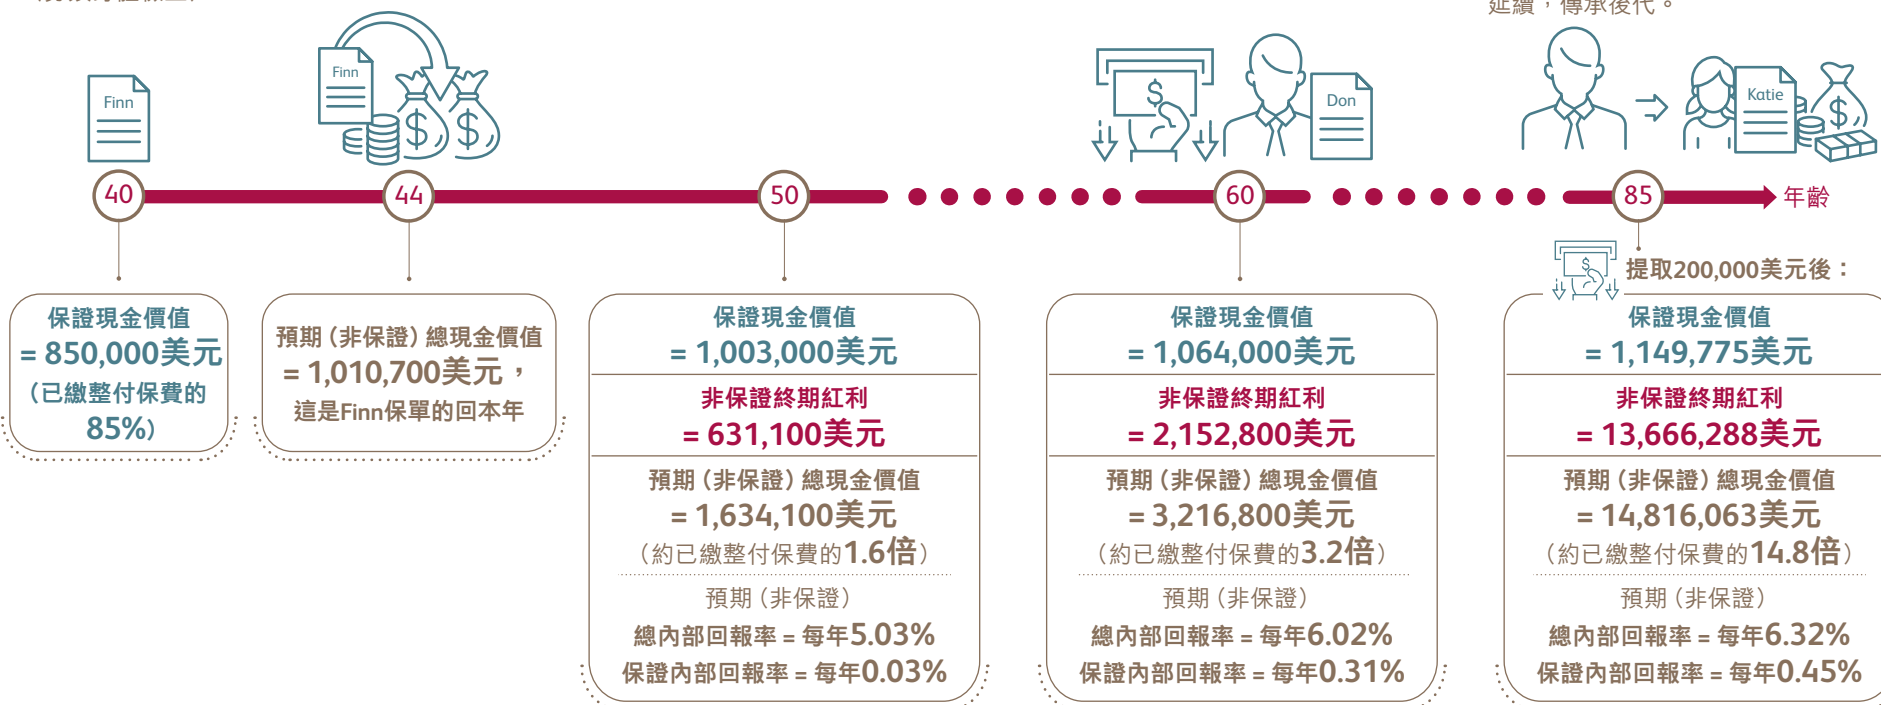 延續，傳承後代。
Finn
Finn
Don
Katie
40
44
50
60
85
年齡
保證現金價值
= 850,000美元
（已繳整付保費的
85%）
預期（非保證）總現金價值
= 1,010,700美元，
這是Finn保單的回本年
保證現金價值
= 1,003,000美元
非保證終期紅利
= 631,100美元
預期（非保證）總現金價值
= 1,634,100美元
（約已繳整付保費的1.6倍）
預期（非保證）
總內部回報率 = 每年5.03%
保證內部回報率 = 每年0.03%
保證現金價值
= 1,064,000美元
非保證終期紅利
= 2,152,800美元
預期（非保證）總現金價值
= 3,216,800美元
（約已繳整付保費的3.2倍）
預期（非保證）
總內部回報率 = 每年6.02%
保證內部回報率 = 每年0.31%
提取200,000美元後：
保證現金價值
= 1,149,775美元
非保證終期紅利
= 13,666,288美元
預期（非保證）總現金價值
= 14,816,063美元
（約已繳整付保費的14.8倍）
預期（非保證）
總內部回報率 = 每年6.32%
保證內部回報率 = 每年0.45%